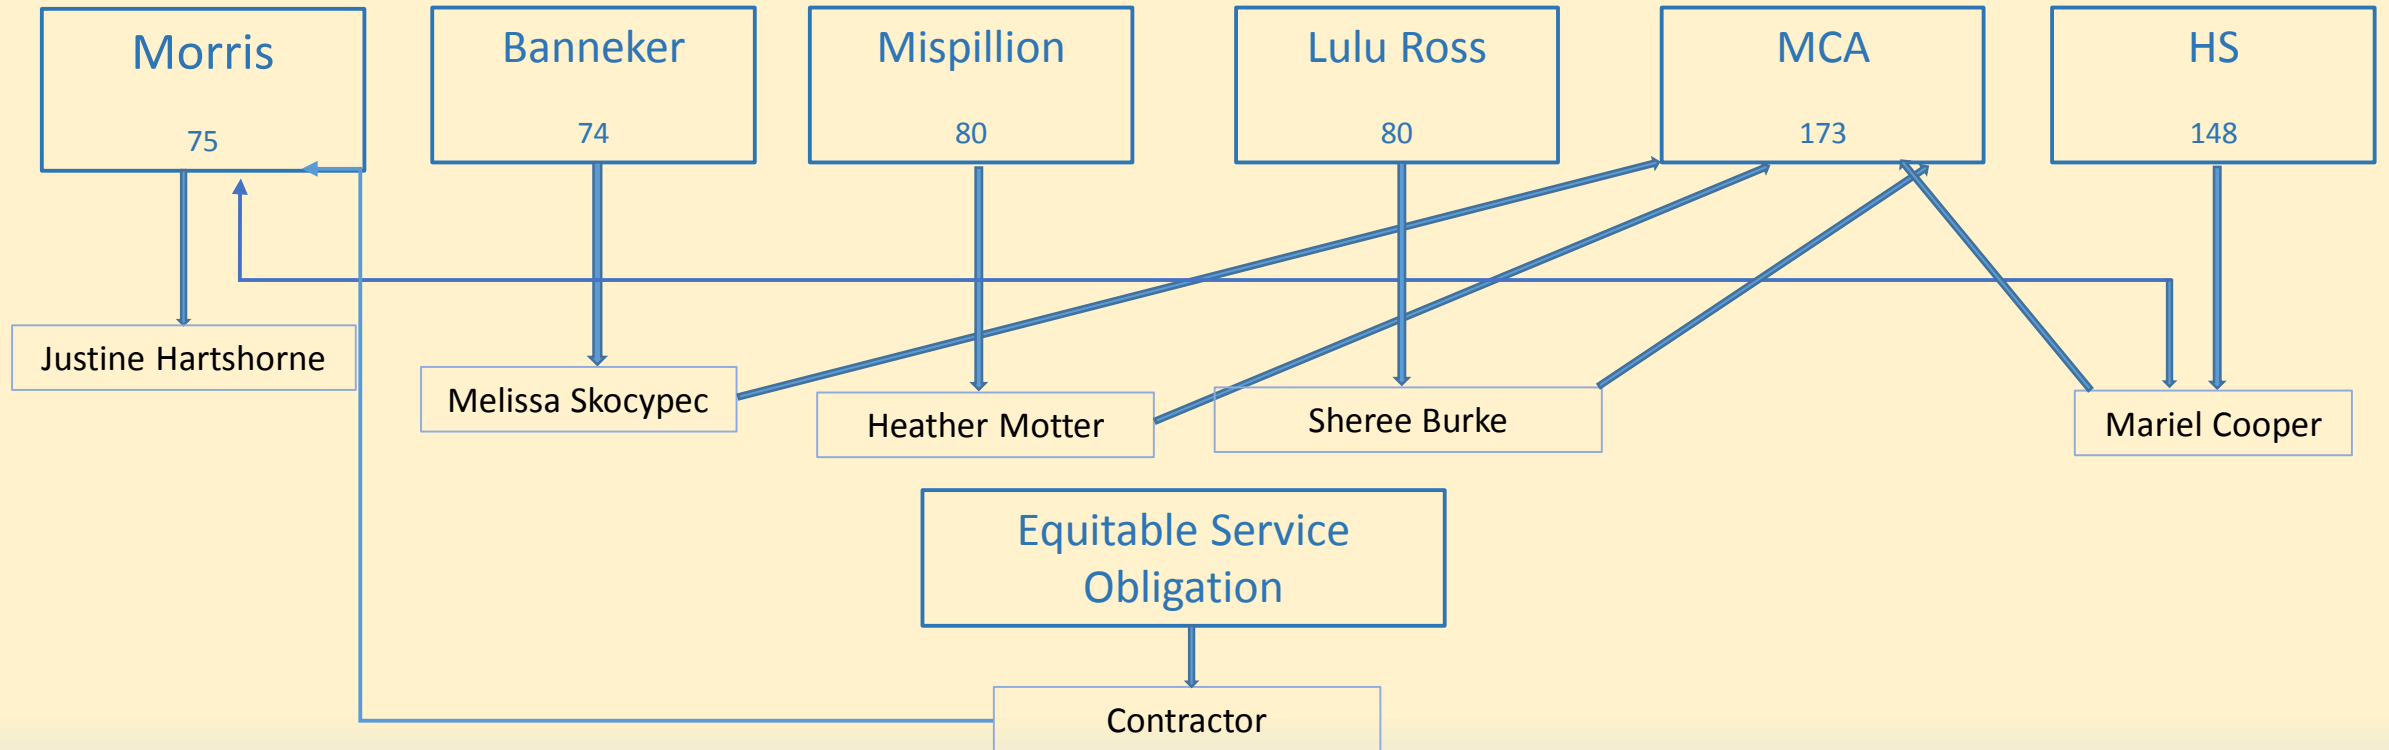 Morris
75
Banneker
74
Mispillion
80
Lulu Ross
80
MCA
173
HS
148
Justine Hartshorne
Melissa Skocypec
Heather Motter
Sheree Burke
Mariel Cooper
Equitable Service
Obligation
Contractor